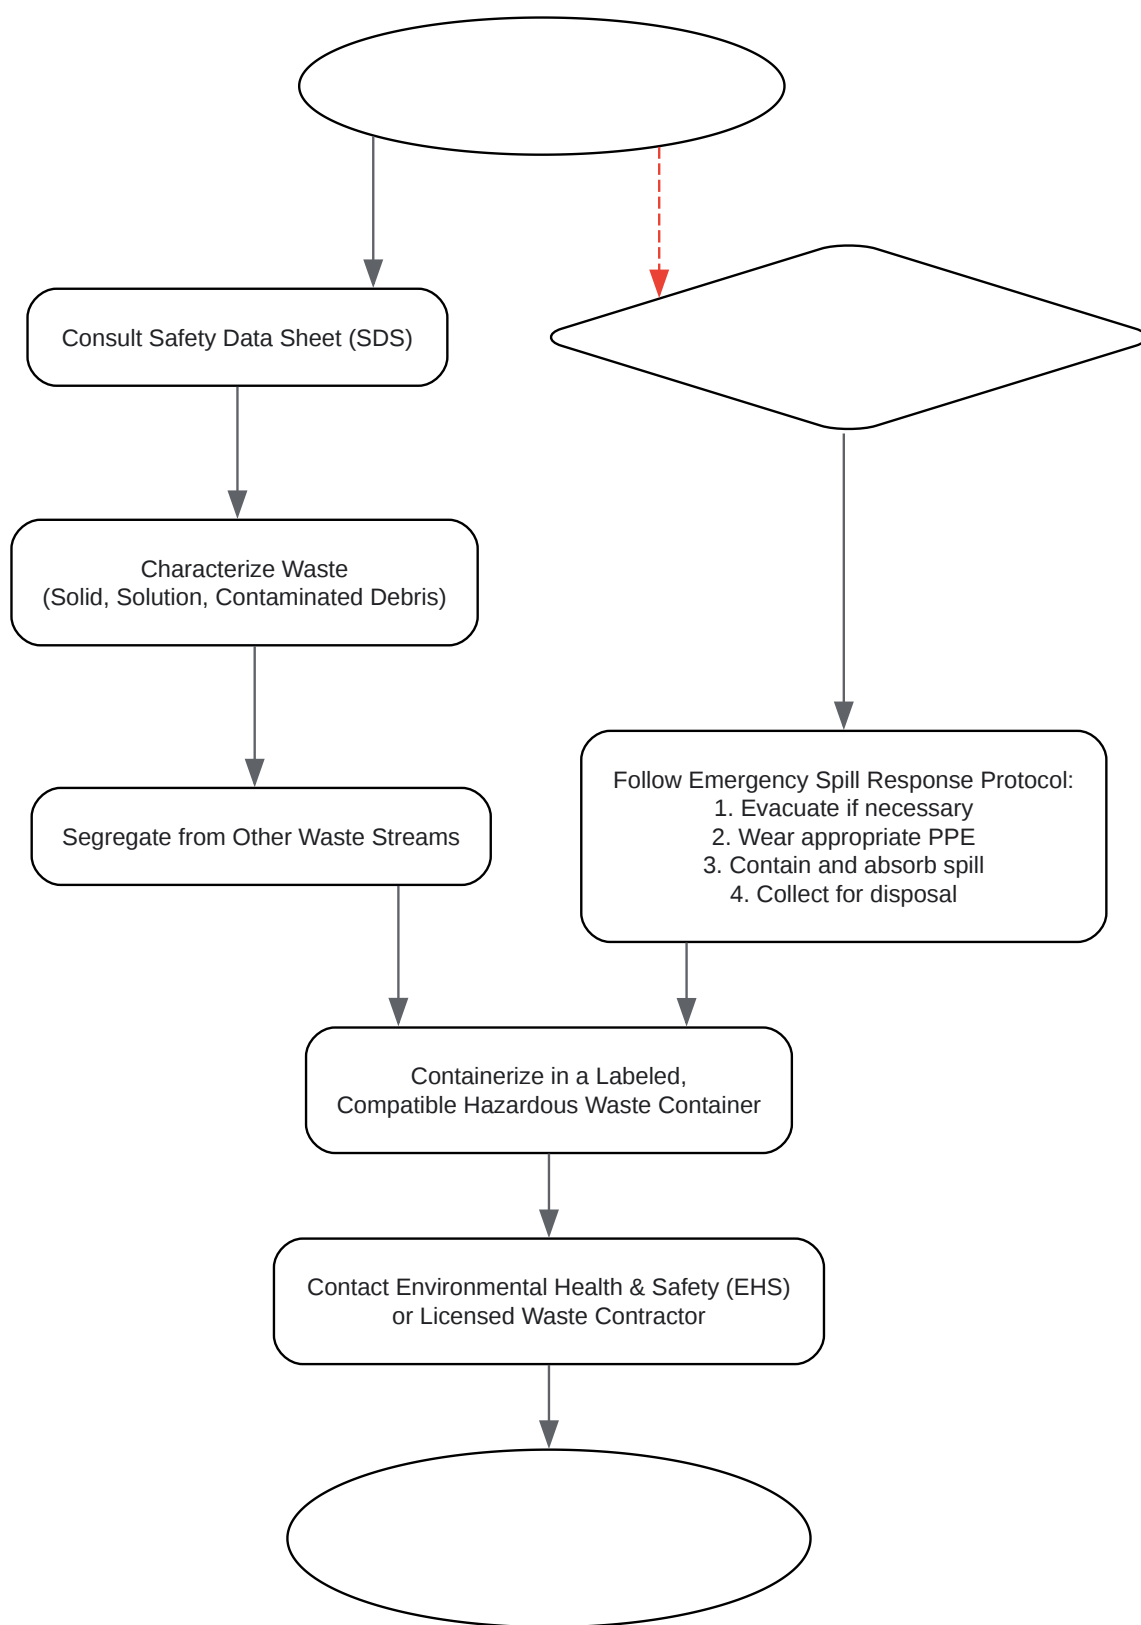 Consult Safety Data Sheet (SDS)
Characterize Waste
(Solid, Solution, Contaminated Debris)
Segregate from Other Waste Streams
Follow Emergency Spill Response Protocol:
1. Evacuate if necessary
2. Wear appropriate PPE
3. Contain and absorb spill
4. Collect for disposal
Containerize in a Labeled,
Compatible Hazardous Waste Container
Contact Environmental Health & Safety (EHS)
or Licensed Waste Contractor